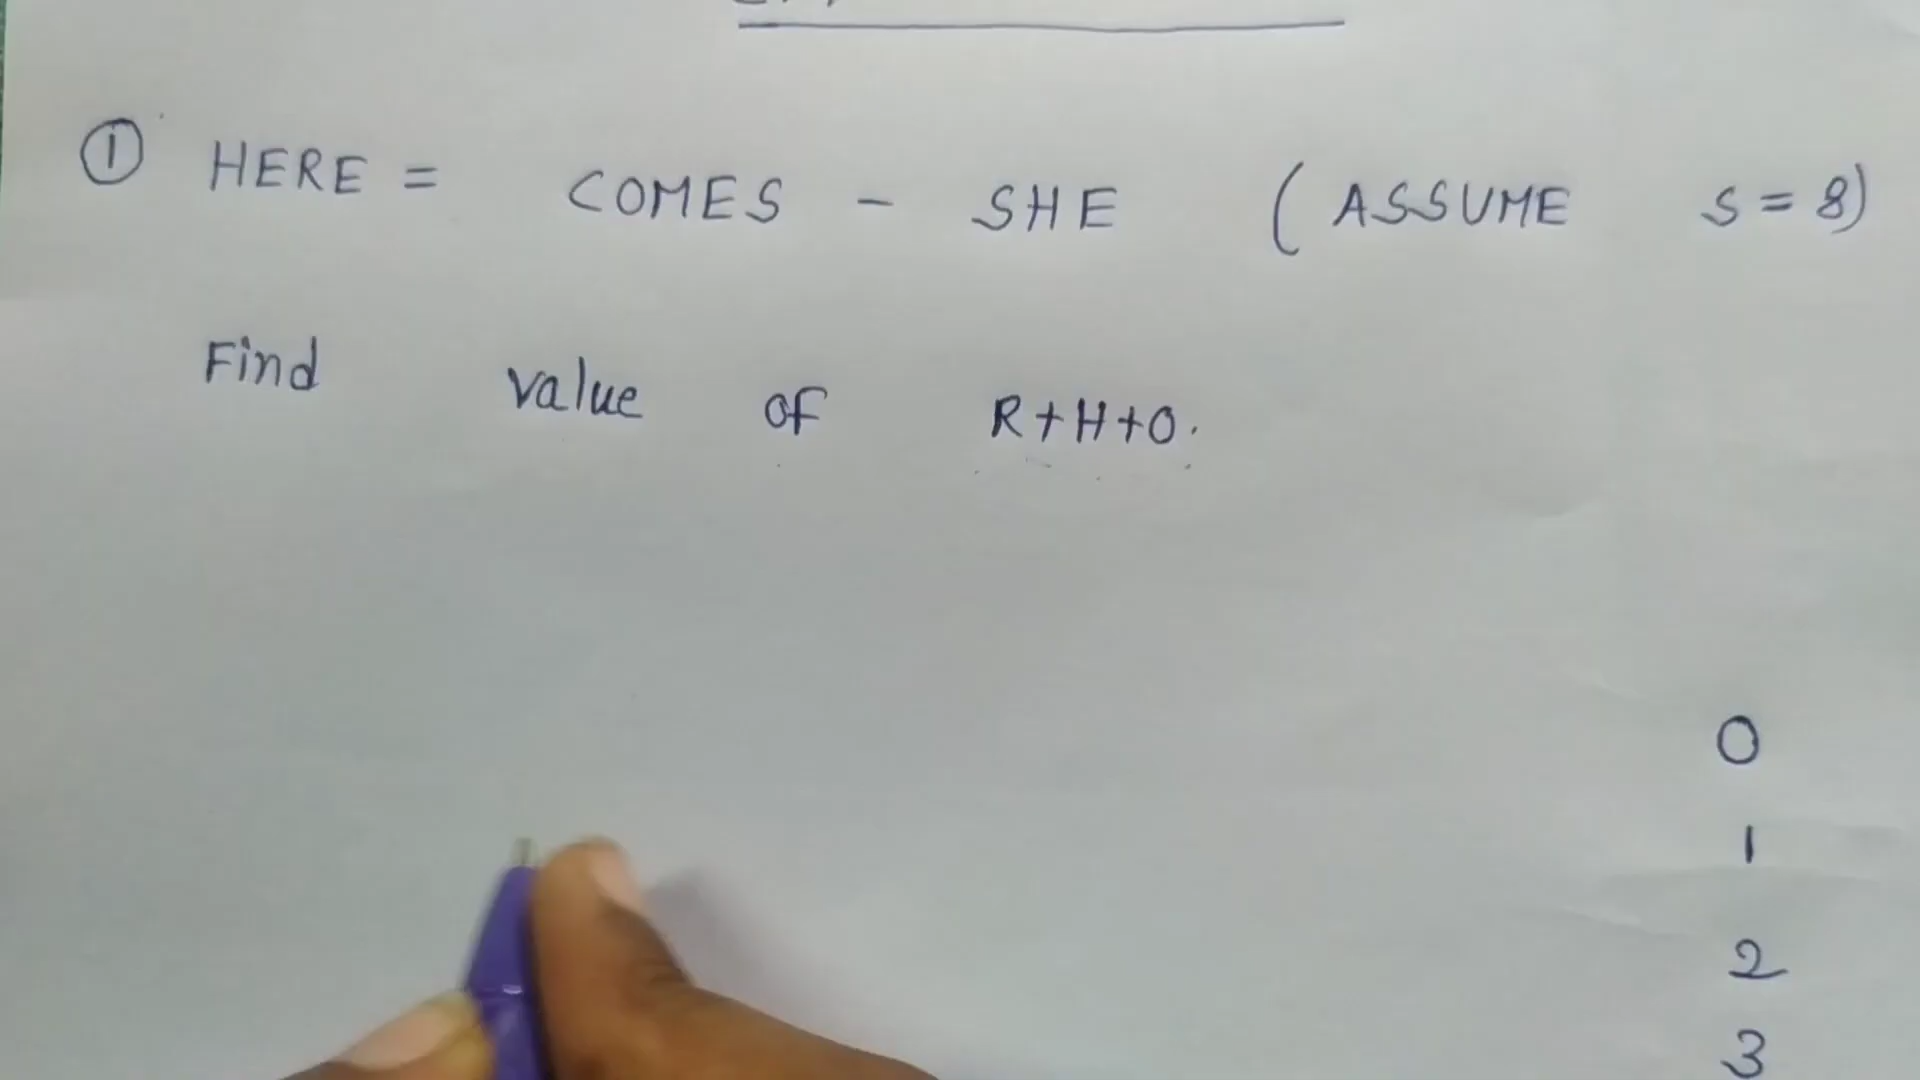 ① HERE = COMES - SHE (ASSUME S = 8)
Find value of R+H+O.
0
1
2
3